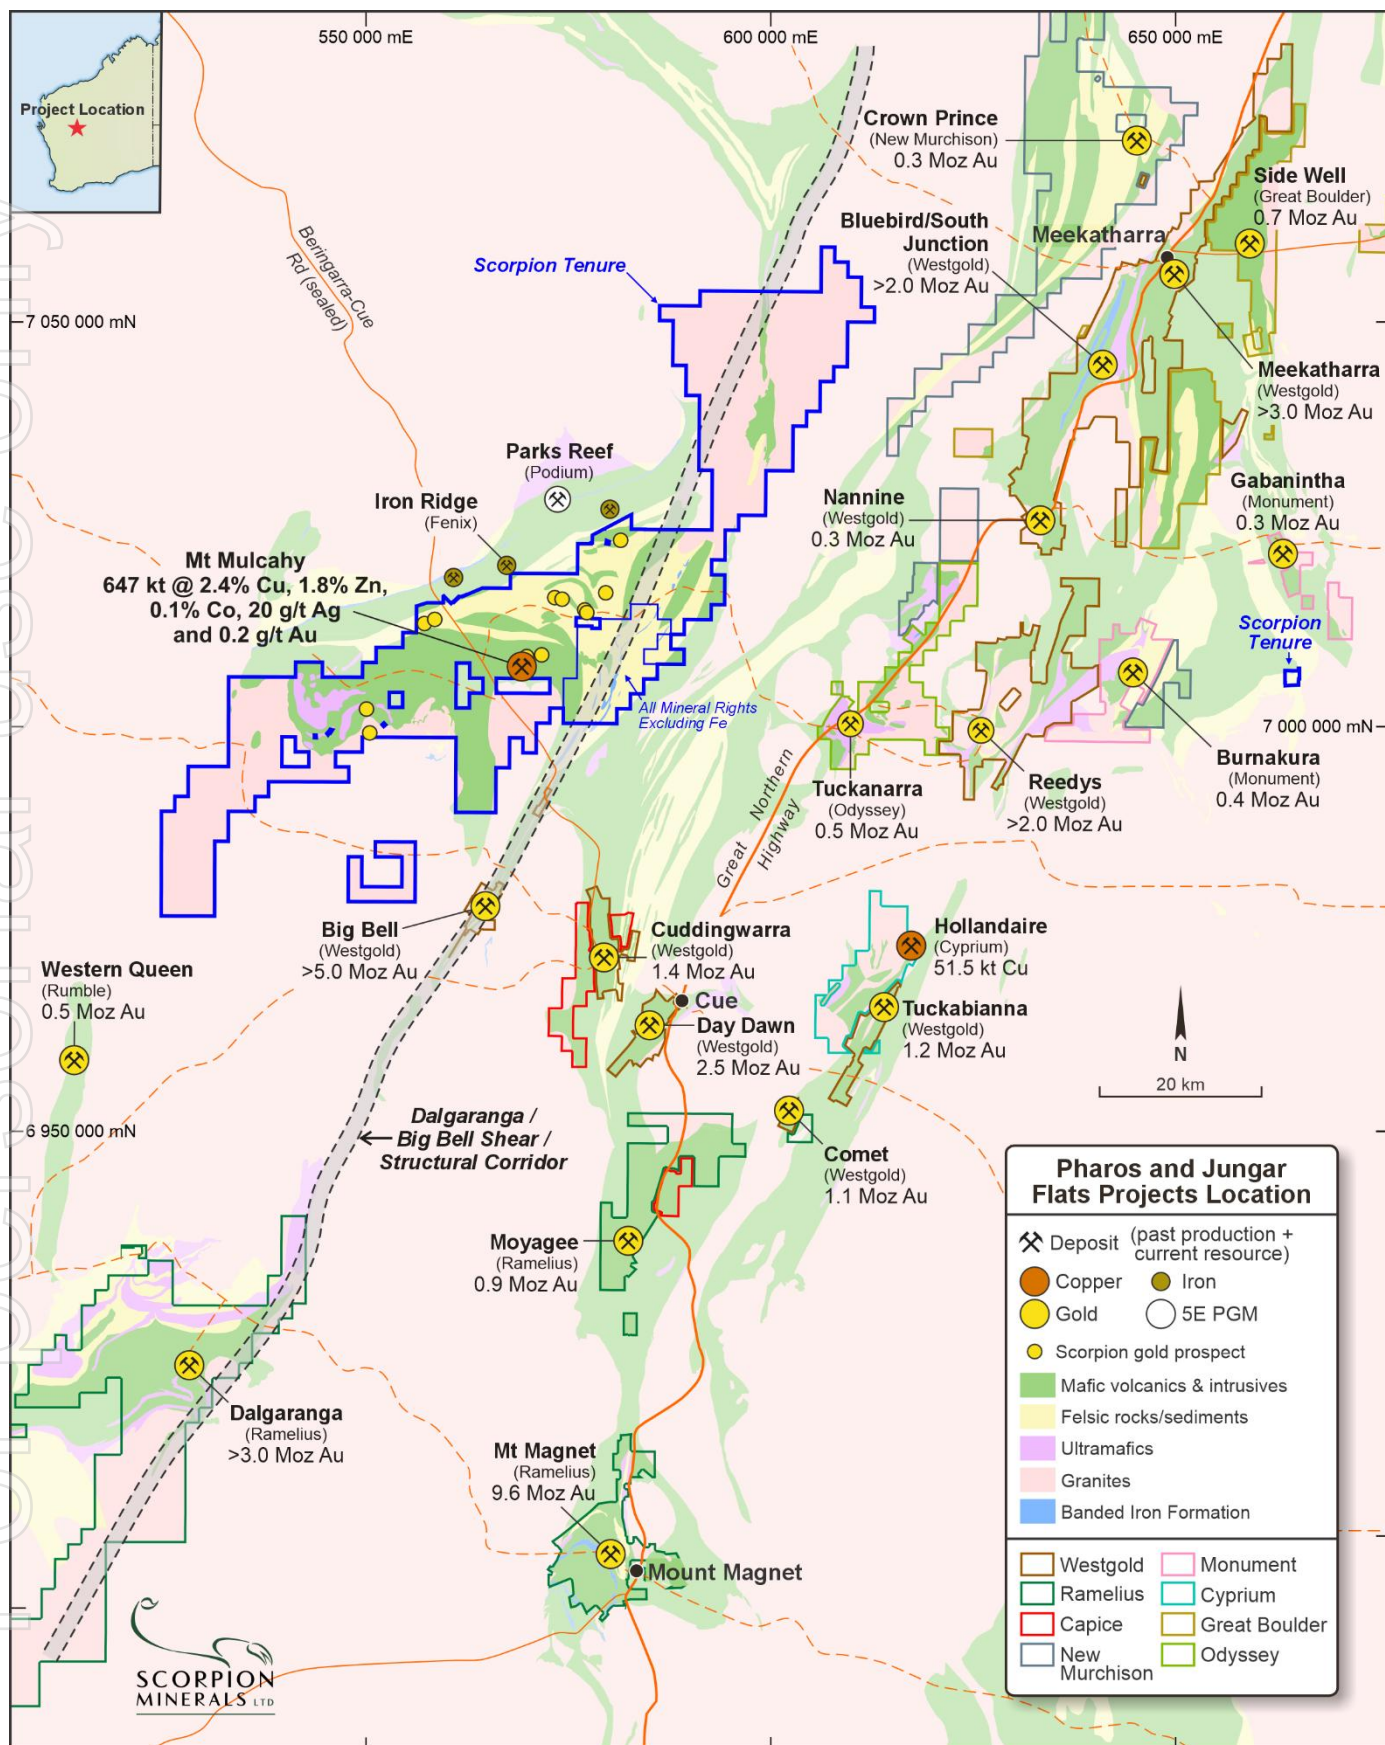 550 000 mE
600 000 mE
650 000 mE
Project Location
Crown Prince
(New Murchison)
0.3 Moz Au
Side Well
(Great Boulder)
0.7 Moz Au
Bluebird/South
Junction
(Westgold)
>2.0 Moz Au
Meekatharra
Beringarra-Cue
Rd (sealed)
Scorpion Tenure
7 050 000 mN
Meekatharra
(Westgold)
>3.0 Moz Au
Parks Reef
(Podium)
Iron Ridge
(Fenix)
Nannine
(Westgold)
0.3 Moz Au
Gabanintha
(Monument)
0.3 Moz Au
Mt Mulcahy
647 kt @ 2.4% Cu, 1.8% Zn,
0.1% Co, 20 g/t Ag
and 0.2 g/t Au
Scorpion
Tenure
All Mineral Rights
Excluding Fe
7 000 000 mN
Great Northern
Highway
Tuckanarra
(Odyssey)
0.5 Moz Au
Reedys
(Westgold)
>2.0 Moz Au
Burnakura
(Monument)
0.4 Moz Au
Big Bell
(Westgold)
>5.0 Moz Au
Cuddingwarra
(Westgold)
1.4 Moz Au
Hollandaire
(Cyprium)
51.5 kt Cu
Western Queen
(Rumble)
0.5 Moz Au
Cue
Day Dawn
(Westgold)
2.5 Moz Au
Tuckabianna
(Westgold)
1.2 Moz Au
N
20 km
6 950 000 mN
Dalgaranga /
Big Bell Shear /
Structural Corridor
Comet
(Westgold)
1.1 Moz Au
Moyagee
(Ramelius)
0.9 Moz Au
Dalgaranga
(Ramelius)
>3.0 Moz Au
Mt Magnet
(Ramelius)
9.6 Moz Au
Mount Magnet
Pharos and Jungar
Flats Projects Location
Deposit (past production +
current resource)
Copper
Iron
Gold
5E PGM
Scorpion gold prospect
Mafic volcanics & intrusives
Felsic rocks/sediments
Ultramafics
Granites
Banded Iron Formation
Westgold
Monument
Ramelius
Cyprium
Capice
Great Boulder
New
Murchison
Odyssey
SCORPION
MINERALS LTD